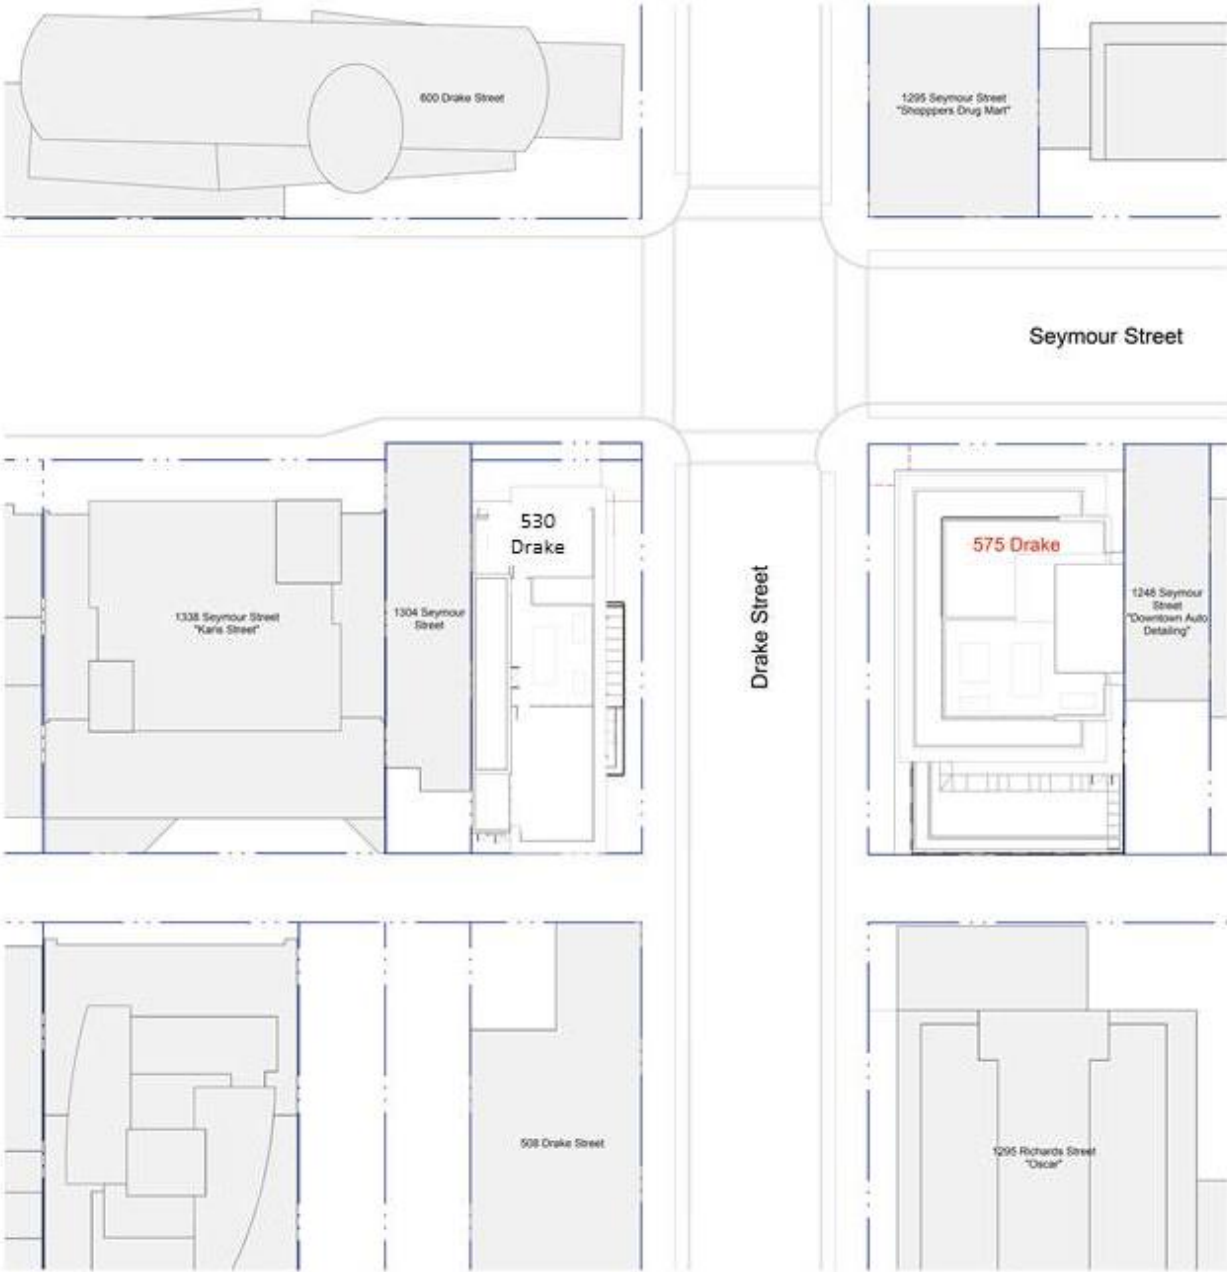 600 Drake Street
1295 Seymour Street
"Shopppers Drug Mart"
Seymour Street
530
Drake
575 Drake
1338 Seymour Street
"Karis Street"
1304 Seymour
Street
Drake Street
1248 Seymour
Street
"Downtown Auto
Detailing"
508 Drake Street
1295 Richards Street
"Oscar"